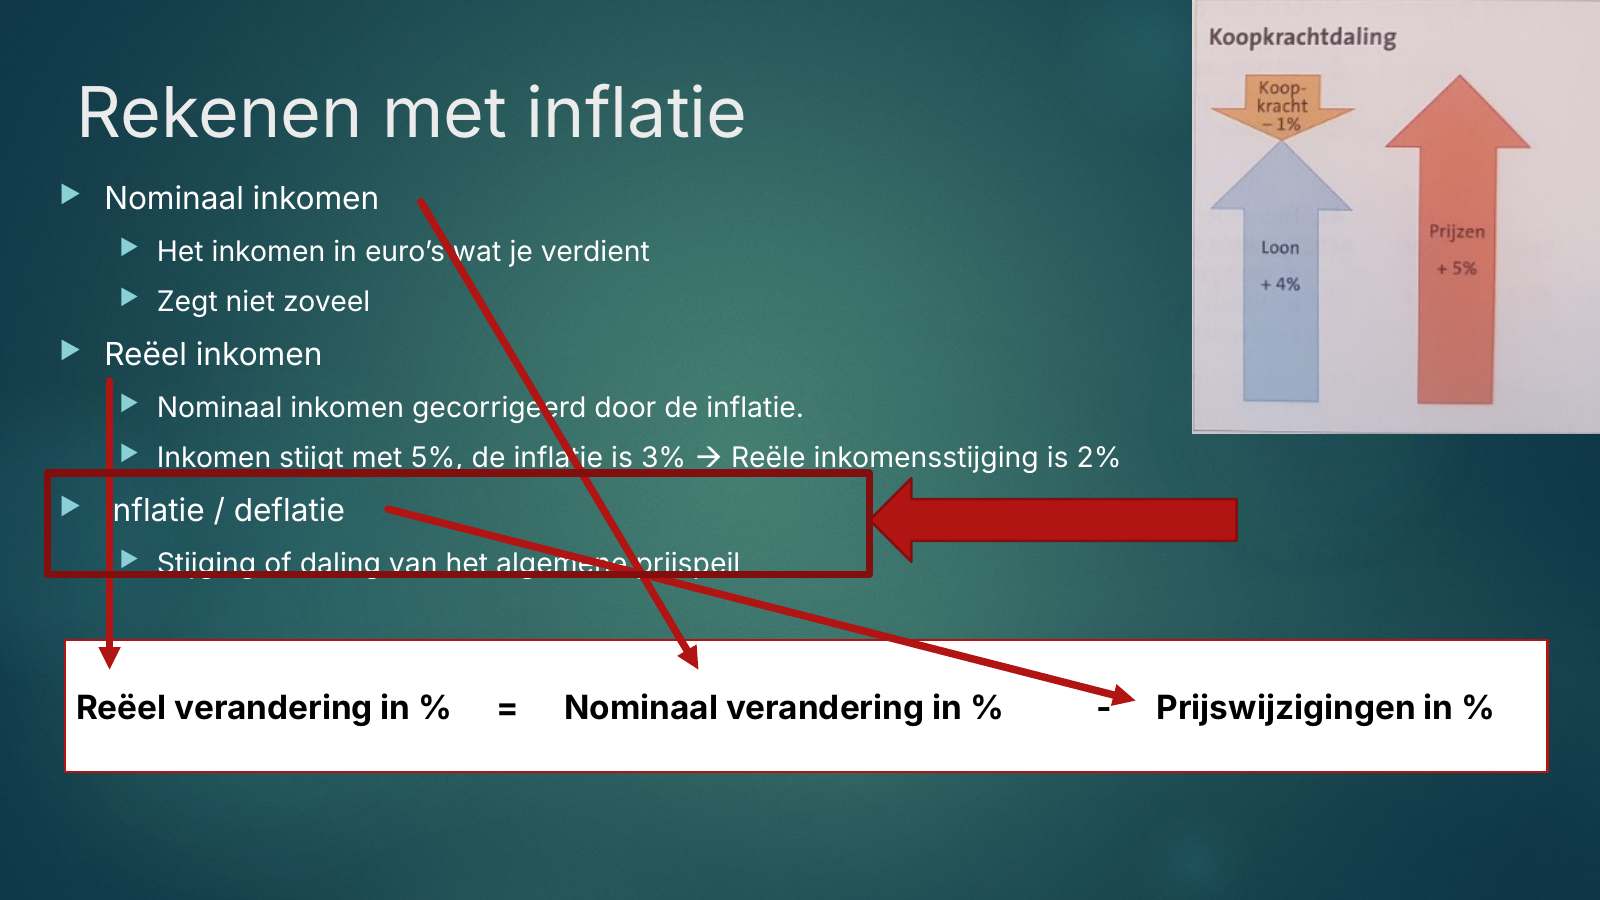 Rekenen met inflatie
Nominaal inkomen
Het inkomen in euro’s wat je verdient
Zegt niet zoveel
Reëel inkomen
Nominaal inkomen gecorrigeerd door de inflatie.
Inkomen stijgt met 5%, de inflatie is 3% → Reële inkomensstijging is 2%
Inflatie / deflatie
Stijging of daling van het algemene prijspeil
Reëel verandering in % = Nominaal verandering in % - Prijswijzigingen in %
Koopkrachtdaling
Koop-
kracht
– 1%
Loon
+ 4%
Prijzen
+ 5%